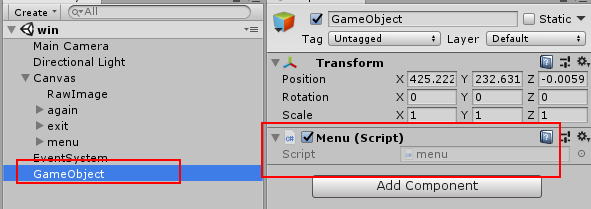 Create
All
win
Main Camera
Directional Light
Canvas
RawImage
again
exit
menu
EventSystem
GameObject
GameObject
Static
Tag Untagged Layer Default
Transform
Position X 425.222 Y 232.631 Z -0.0059
Rotation X 0 Y 0 Z 0
Scale X 1 Y 1 Z 1
Menu (Script)
Script menu
Add Component